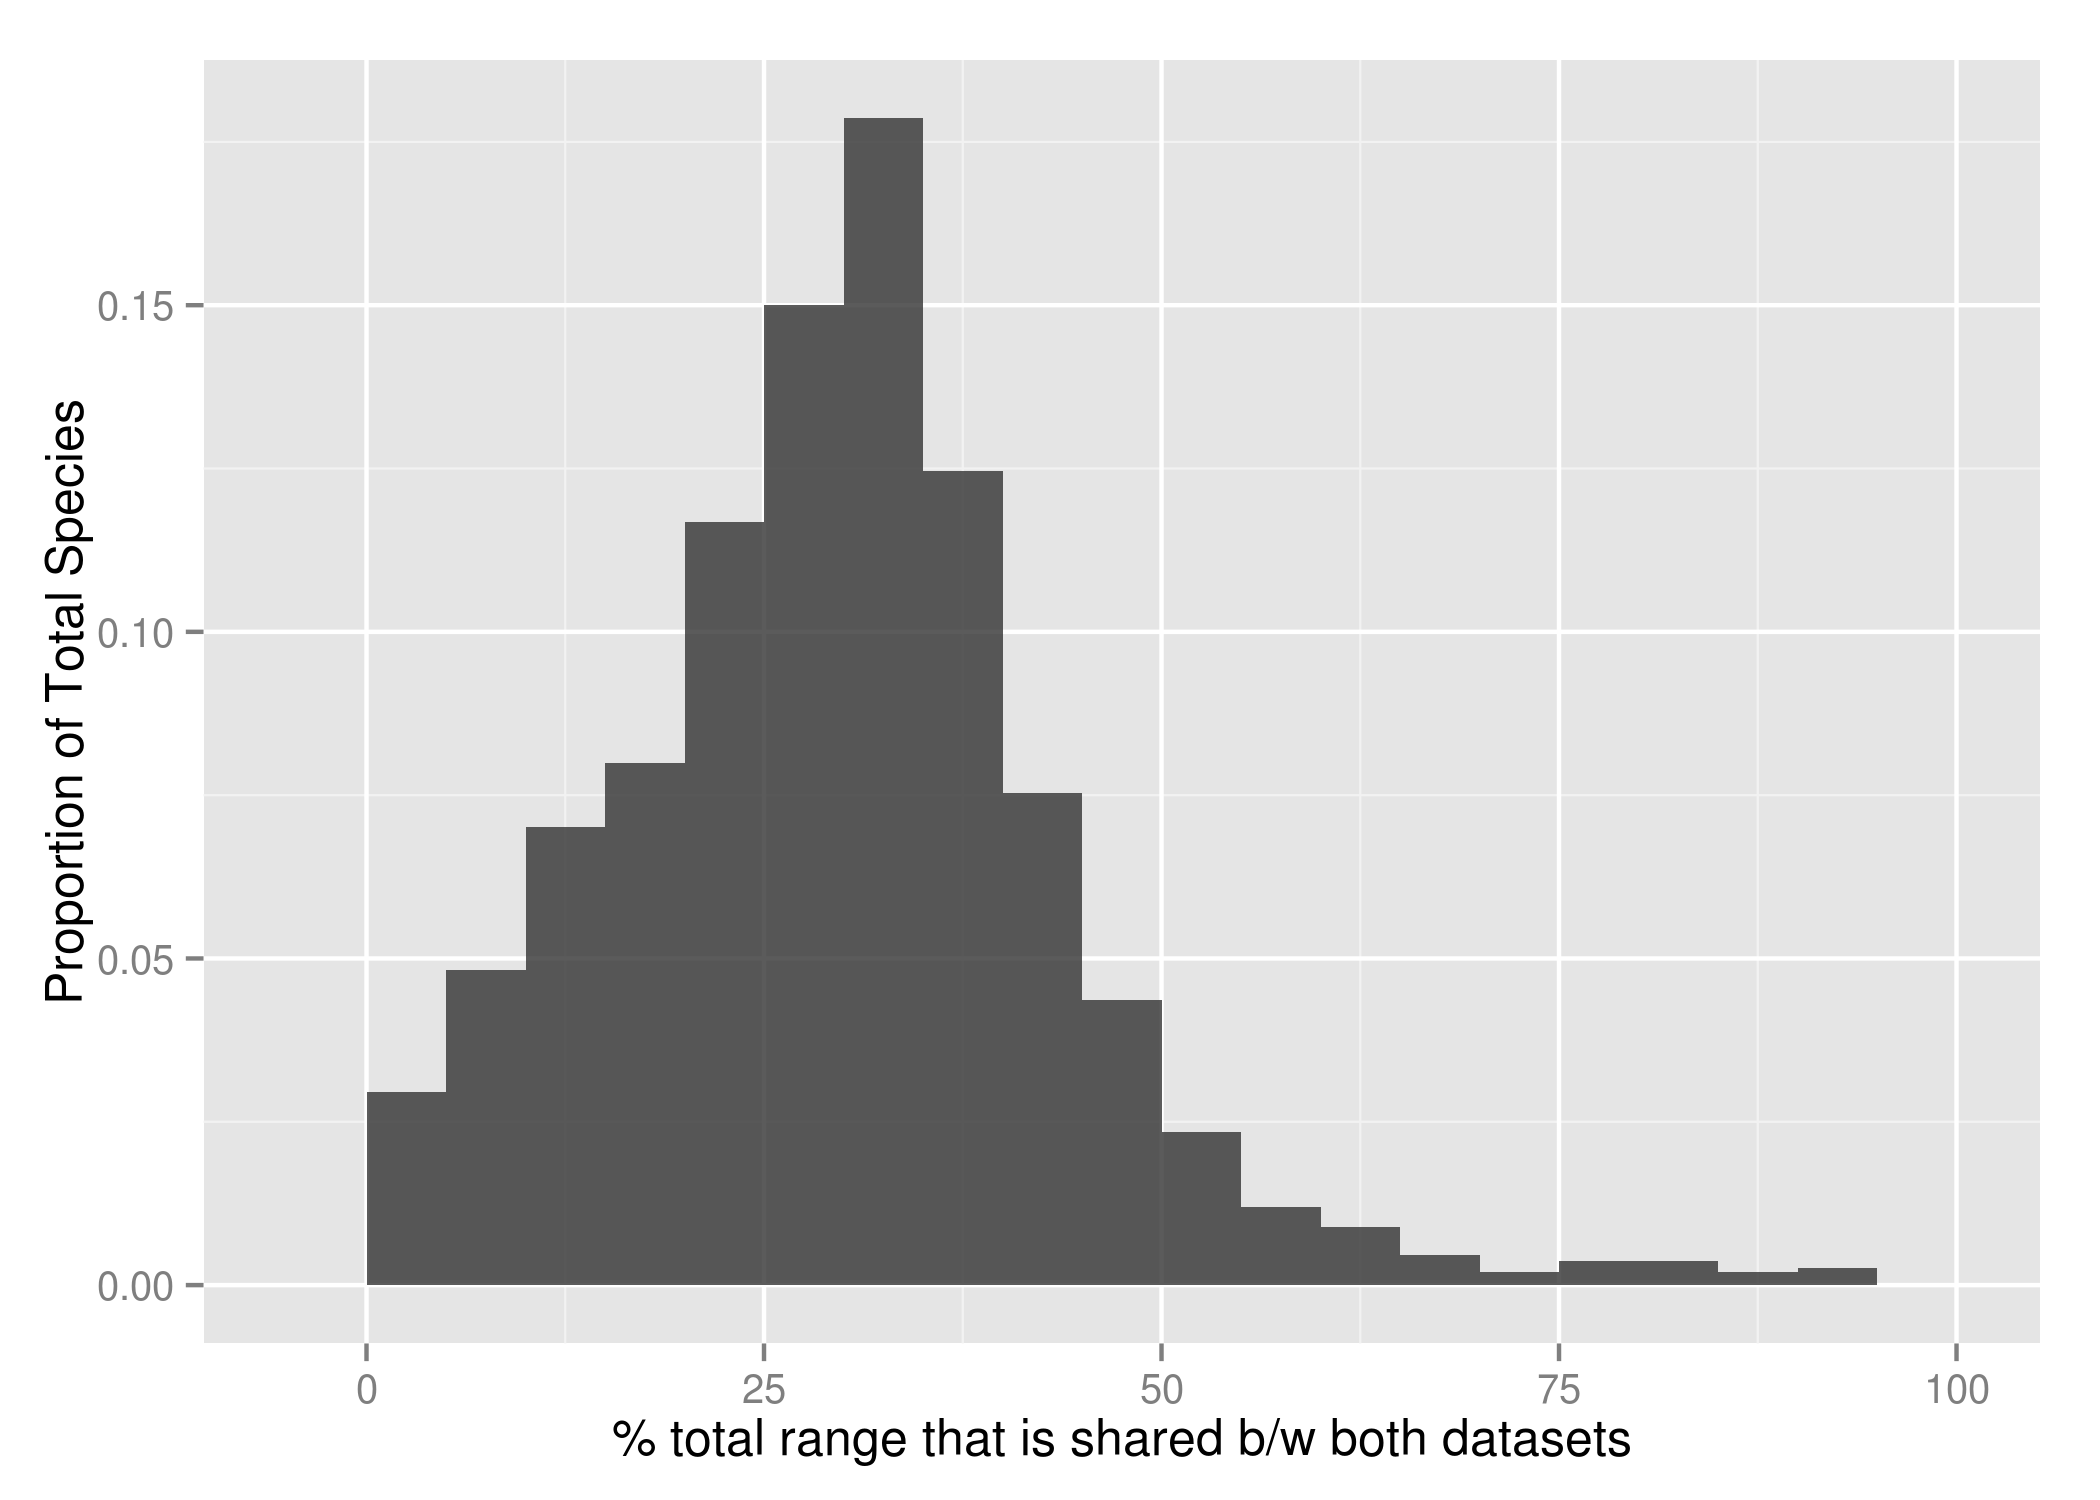 Proportion of Total Species
0.15
0.10
0.05
0.00
0 25 50 75 100
% total range that is shared b/w both datasets